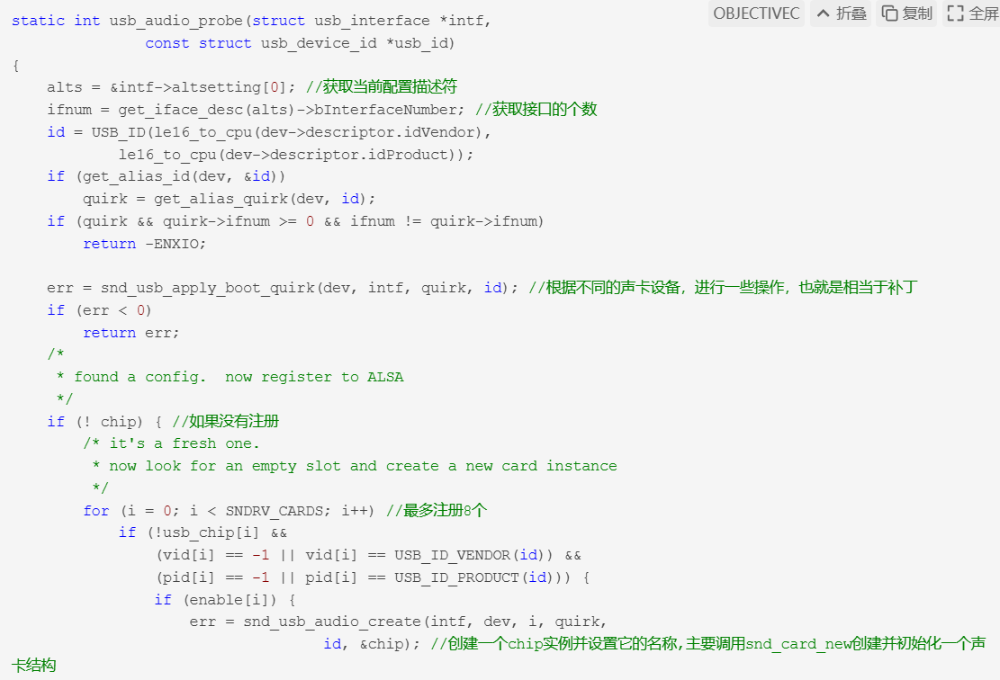 OBJECTIVEC 折叠 复制 全屏
static int usb_audio_probe(struct usb_interface *intf,
               const struct usb_device_id *usb_id)
{
    alts = &intf->altsetting[0]; //获取当前配置描述符
    ifnum = get_iface_desc(alts)->bInterfaceNumber; //获取接口的个数
    id = USB_ID(le16_to_cpu(dev->descriptor.idVendor),
            le16_to_cpu(dev->descriptor.idProduct));
    if (get_alias_id(dev, &id))
        quirk = get_alias_quirk(dev, id);
    if (quirk && quirk->ifnum >= 0 && ifnum != quirk->ifnum)
        return -ENXIO;
    err = snd_usb_apply_boot_quirk(dev, intf, quirk, id); //根据不同的声卡设备，进行一些操作，也就是相当于补丁
    if (err < 0)
        return err;
    /*
     * found a config.  now register to ALSA
     */
    if (! chip) { //如果没有注册
        /* it's a fresh one.
         * now look for an empty slot and create a new card instance
         */
        for (i = 0; i < SNDRV_CARDS; i++) //最多注册8个
            if (!usb_chip[i] &&
                (vid[i] == -1 || vid[i] == USB_ID_VENDOR(id)) &&
                (pid[i] == -1 || pid[i] == USB_ID_PRODUCT(id))) {
                if (enable[i]) {
                    err = snd_usb_audio_create(intf, dev, i, quirk,
                                   id, &chip); //创建一个chip实例并设置它的名称,主要调用snd_card_new创建并初始化一个声
卡结构